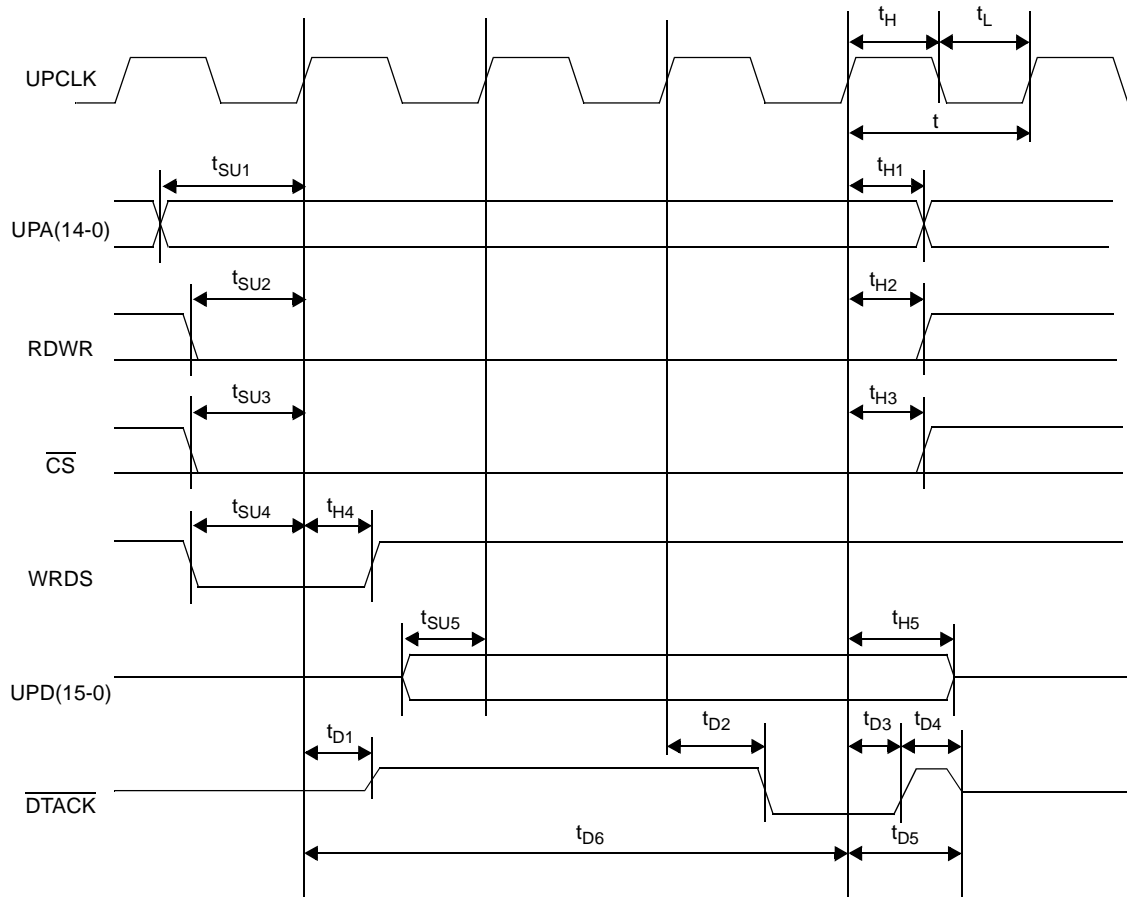 tH tL
UPCLK
t
tSU1 tH1
UPA(14-0)
tSU2 tH2
RDWR
tSU3 tH3
CS
tSU4 tH4
WRDS
tSU5 tH5
UPD(15-0)
tD1 tD2 tD3 tD4
DTACK
tD6 tD5